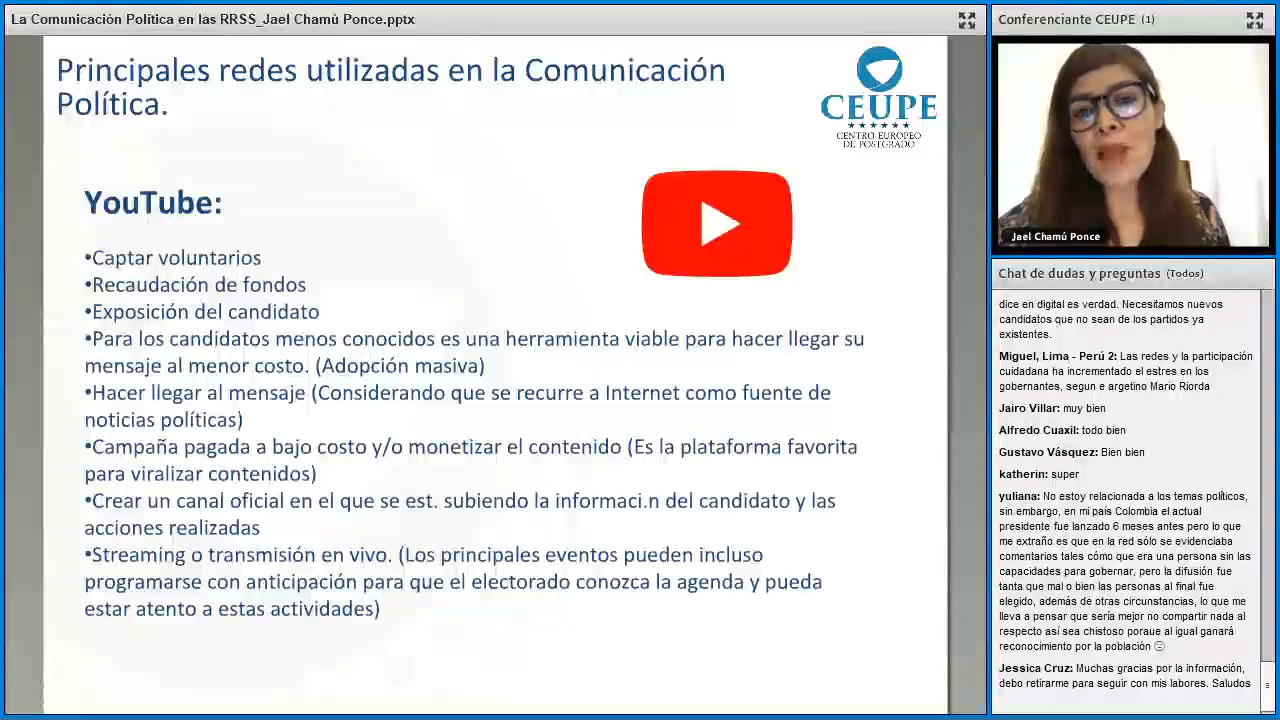 La Comunicación Política en las RRSS_Jael Chamú Ponce.pptx
Principales redes utilizadas en la Comunicación
Política.
CEUPE
CENTRO EUROPEO
DE POSTGRADO
YouTube:
•Captar voluntarios
•Recaudación de fondos
•Exposición del candidato
•Para los candidatos menos conocidos es una herramienta viable para hacer llegar su
mensaje al menor costo. (Adopción masiva)
•Hacer llegar al mensaje (Considerando que se recurre a Internet como fuente de
noticias políticas)
•Campaña pagada a bajo costo y/o monetizar el contenido (Es la plataforma favorita
para viralizar contenidos)
•Crear un canal oficial en el que se est. subiendo la informaci.n del candidato y las
acciones realizadas
•Streaming o transmisión en vivo. (Los principales eventos pueden incluso
programarse con anticipación para que el electorado conozca la agenda y pueda
estar atento a estas actividades)
Conferenciante CEUPE (1)
Jael Chamú Ponce
Chat de dudas y preguntas (Todos)
dice en digital es verdad. Necesitamos nuevos
candidatos que no sean de los partidos ya
existentes.
Miguel, Lima - Perú 2: Las redes y la participación
cuidadana ha incrementado el estres en los
gobernantes, segun e argetino Mario Riorda
Jairo Villar: muy bien
Alfredo Cuaxil: todo bien
Gustavo Vásquez: Bien bien
katherin: super
yuliana: No estoy relacionada a los temas políticos,
sin embargo, en mi país Colombia el actual
presidente fue lanzado 6 meses antes pero lo que
me extraño es que en la red sólo se evidenciaba
comentarios tales cómo que era una persona sin las
capacidades para gobernar, pero la difusión fue
tanta que mal o bien las personas al final fue
elegido, además de otras circunstancias, lo que me
lleva a pensar que sería mejor no compartir nada al
respecto así sea chistoso poraue al igual ganará
reconocimiento por la población
Jessica Cruz: Muchas gracias por la información,
debo retirarme para seguir con mis labores. Saludos